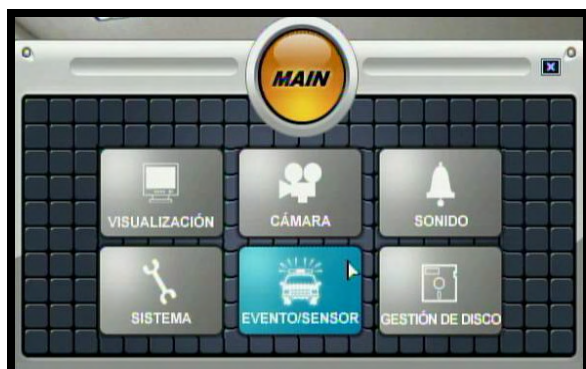 MAIN
VISUALIZACIÓN
CÁMARA
SONIDO
SISTEMA
EVENTO/SENSOR
GESTIÓN DE DISCO